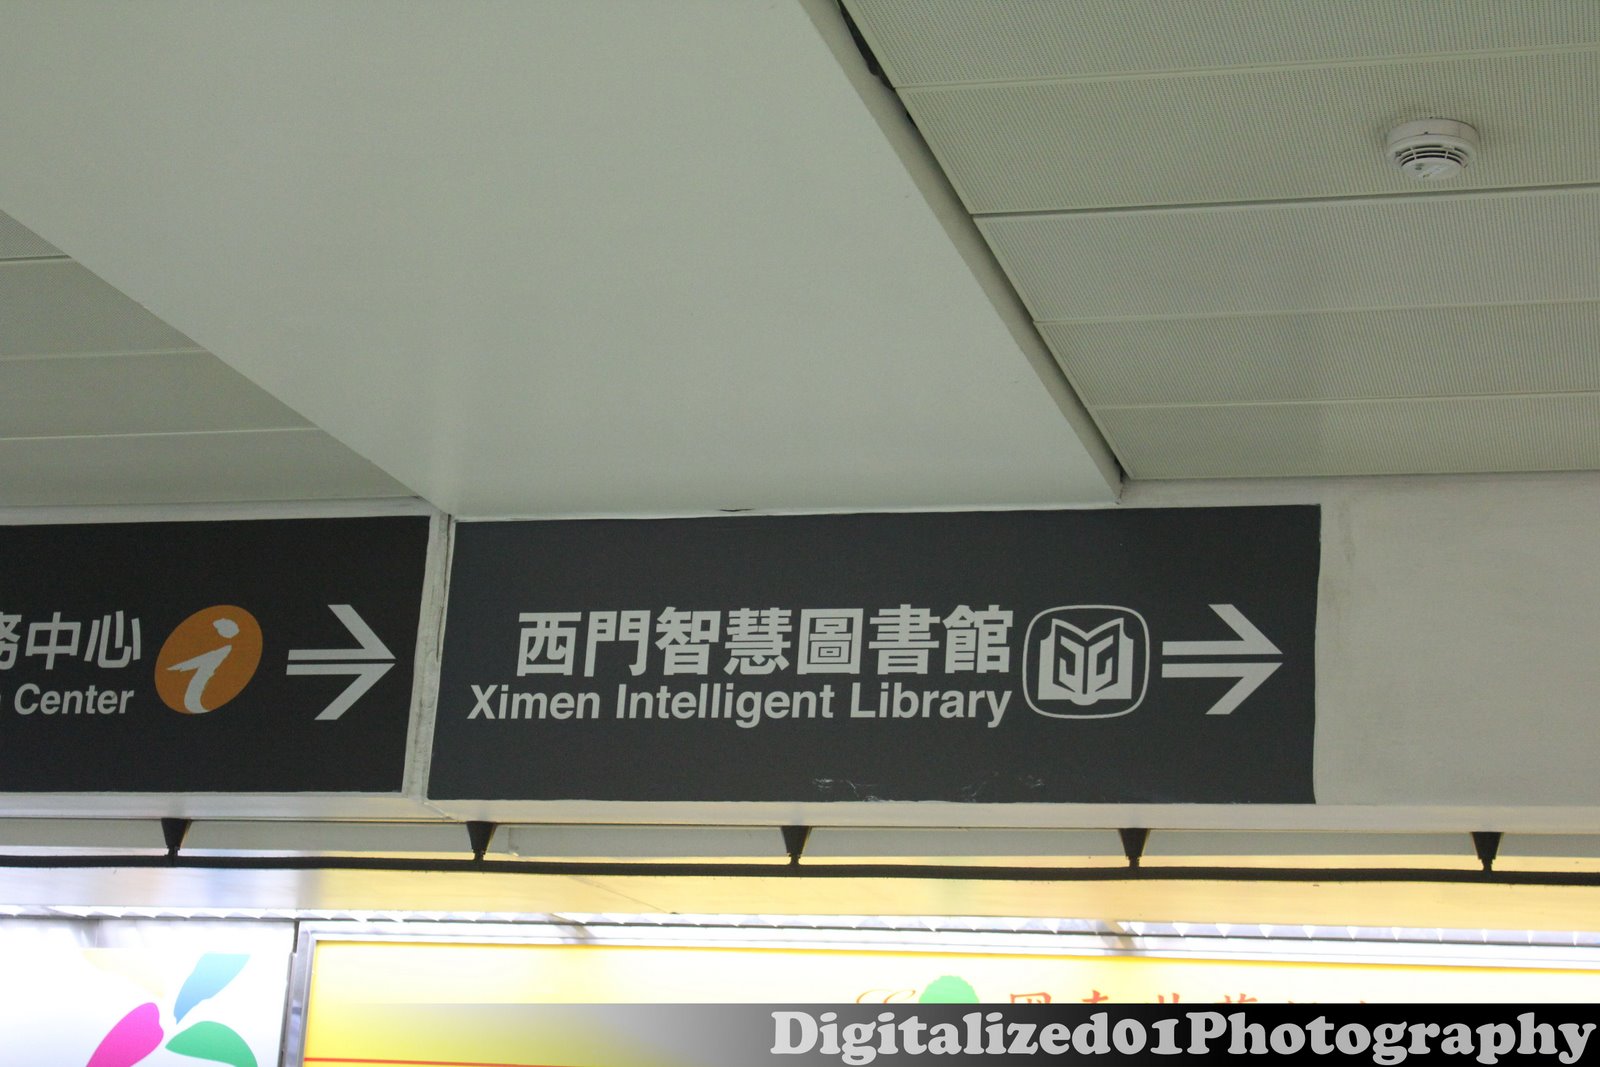 務中心
Center
西門智慧圖書館
Ximen Intelligent Library
Digitalized01Photography